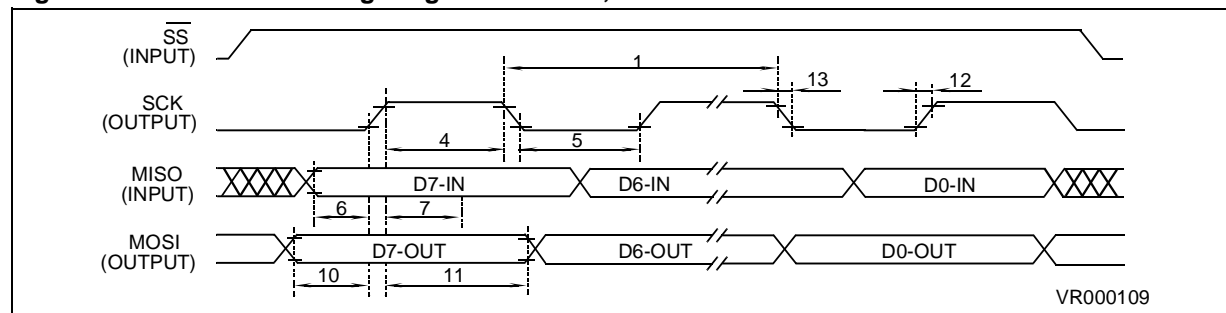 SS
(INPUT)
1
13
12
SCK
(OUTPUT)
4
5
MISO
(INPUT)
D7-IN
D6-IN
D0-IN
6
7
MOSI
(OUTPUT)
D7-OUT
D6-OUT
D0-OUT
10
11
VR000109